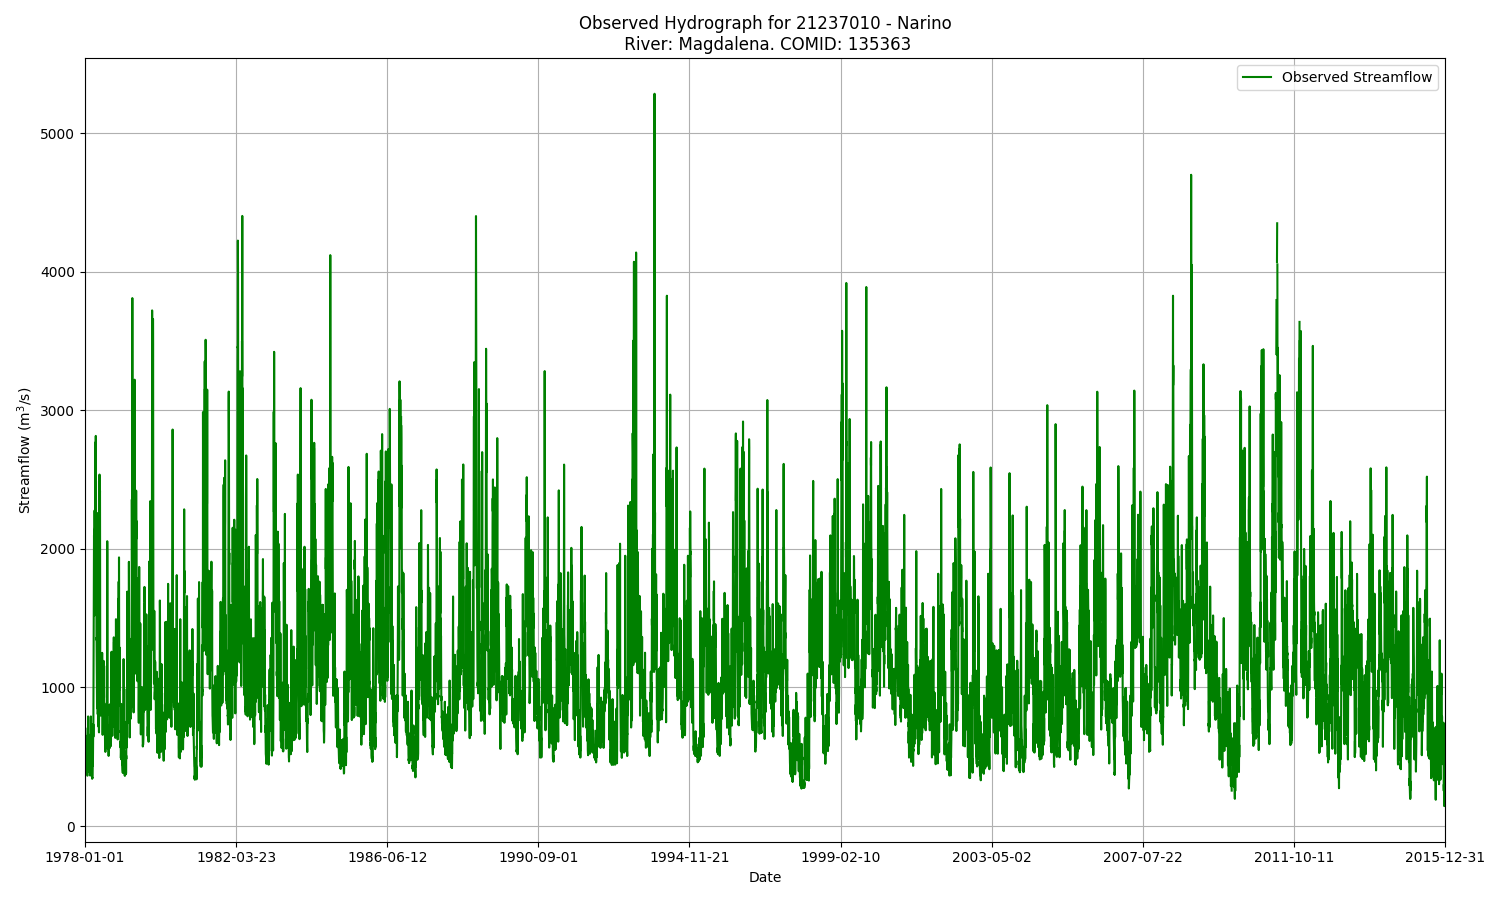 Observed Hydrograph for 21237010 - Narino
River: Magdalena. COMID: 135363
Observed Streamflow
5000
4000
3000
2000
1000
0
Streamflow (m³/s)
1978-01-01 1982-03-23 1986-06-12 1990-09-01 1994-11-21 1999-02-10 2003-05-02 2007-07-22 2011-10-11 2015-12-31
Date